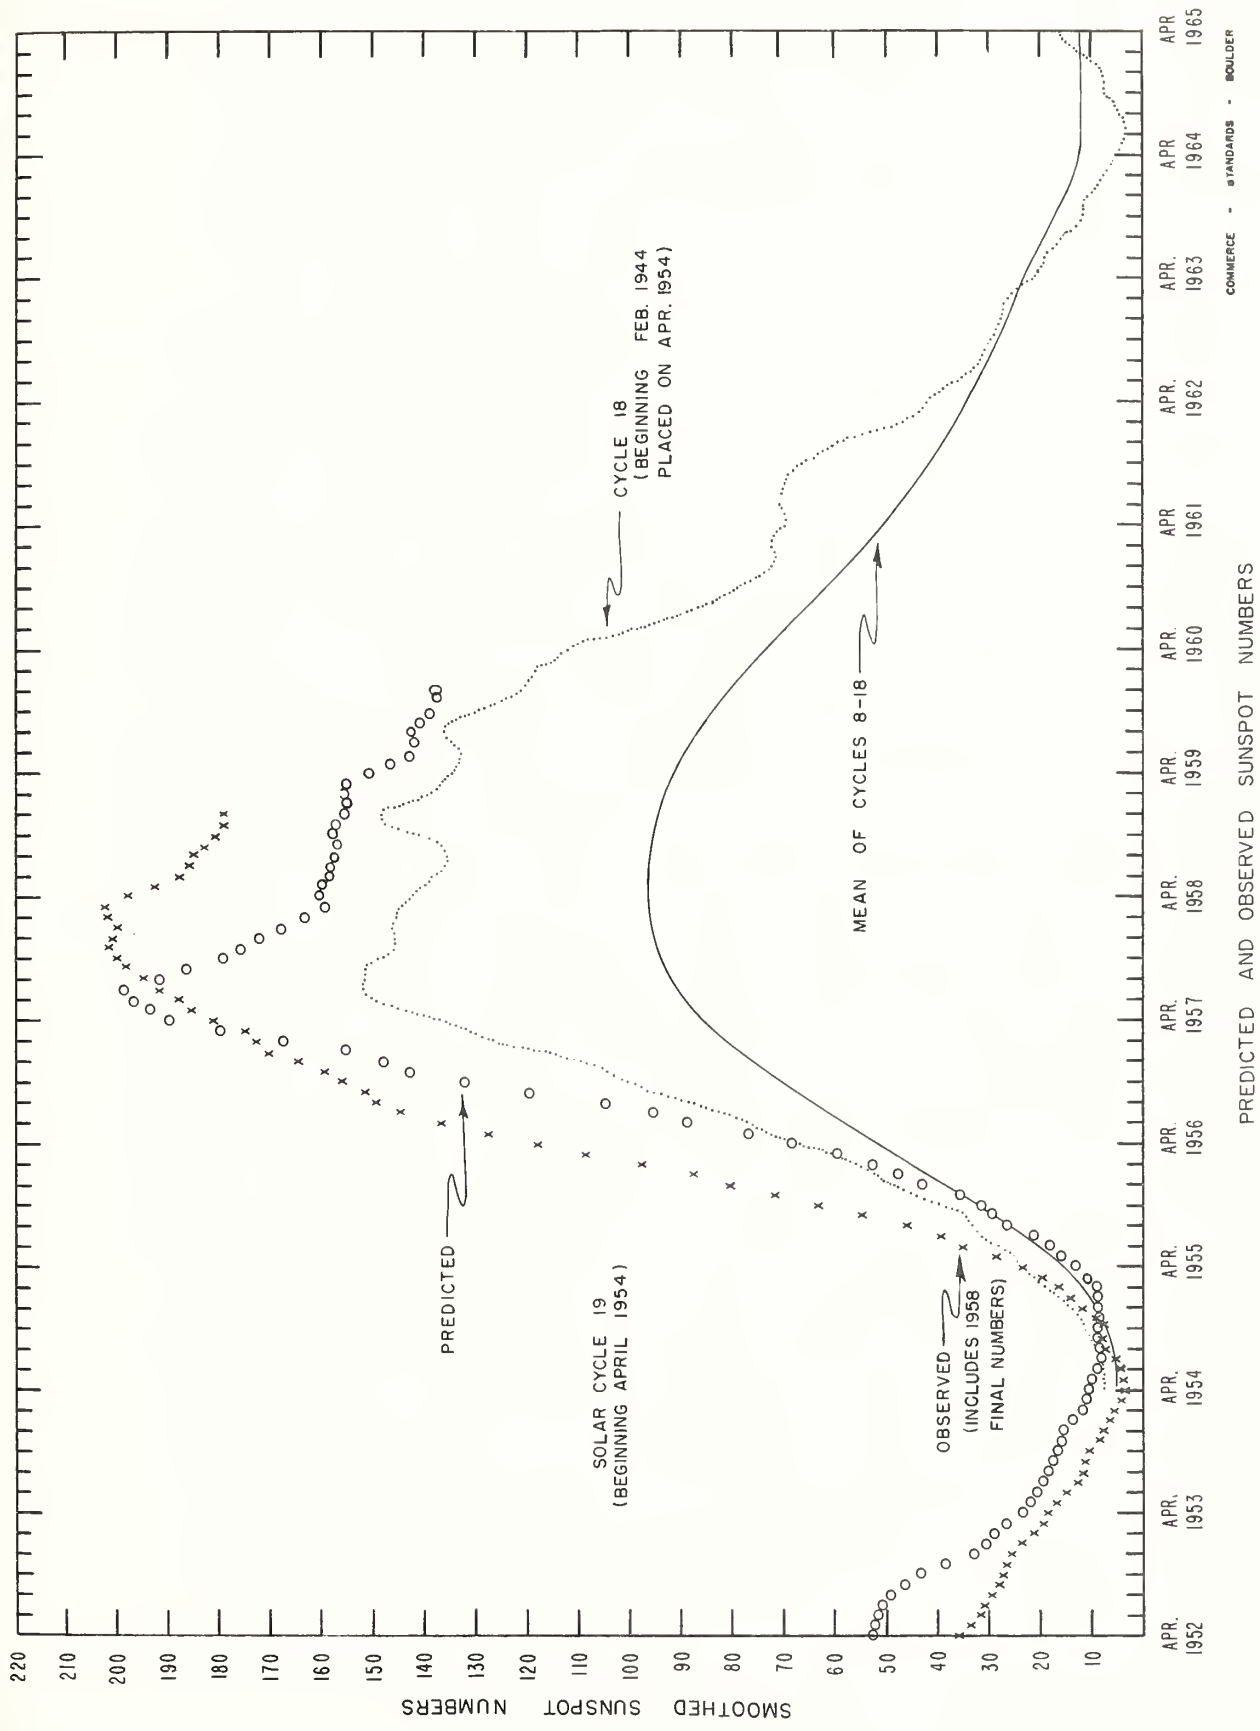 SMOOTHED SUNSPOT NUMBERS
220
210
200
190
180
170
160
150
140
130
120
110
100
90
80
70
60
50
40
30
20
10
PREDICTED
SOLAR CYCLE 19
(BEGINNING APRIL 1954)
OBSERVED
(INCLUDES 1958
FINAL NUMBERS)
CYCLE 18
(BEGINNING FEB. 1944
PLACED ON APR. 1954)
MEAN OF CYCLES 8-18
APR. 1952
APR. 1953
APR. 1954
APR. 1955
APR. 1956
APR. 1957
APR. 1958
APR. 1959
APR. 1960
APR 1961
APR. 1962
APR. 1963
APR 1964
APR 1965
COMMERCE - STANDARDS - BOULDER
PREDICTED AND OBSERVED SUNSPOT NUMBERS